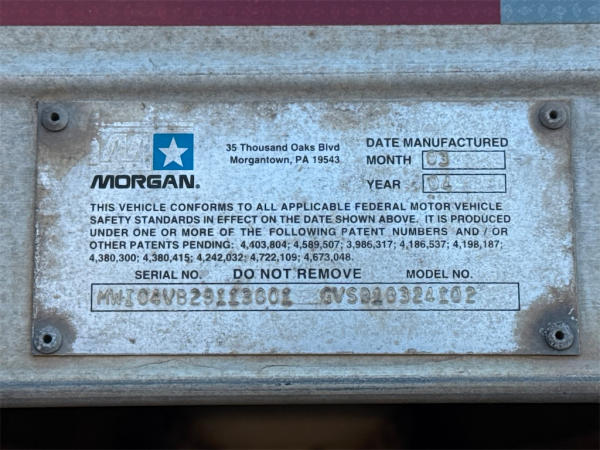 35 Thousand Oaks Blvd
Morgantown, PA 19543
MORGAN.
DATE MANUFACTURED
MONTH 03
YEAR 04
THIS VEHICLE CONFORMS TO ALL APPLICABLE FEDERAL MOTOR VEHICLE
SAFETY STANDARDS IN EFFECT ON THE DATE SHOWN ABOVE. IT IS PRODUCED
UNDER ONE OR MORE OF THE FOLLOWING PATENT NUMBERS AND / OR
OTHER PATENTS PENDING: 4,403,804; 4,589,507; 3,986,317; 4,186,537; 4,198,187;
4,380,300; 4,380,415; 4,242,032; 4,722,109; 4,673,048.
SERIAL NO. DO NOT REMOVE MODEL NO.